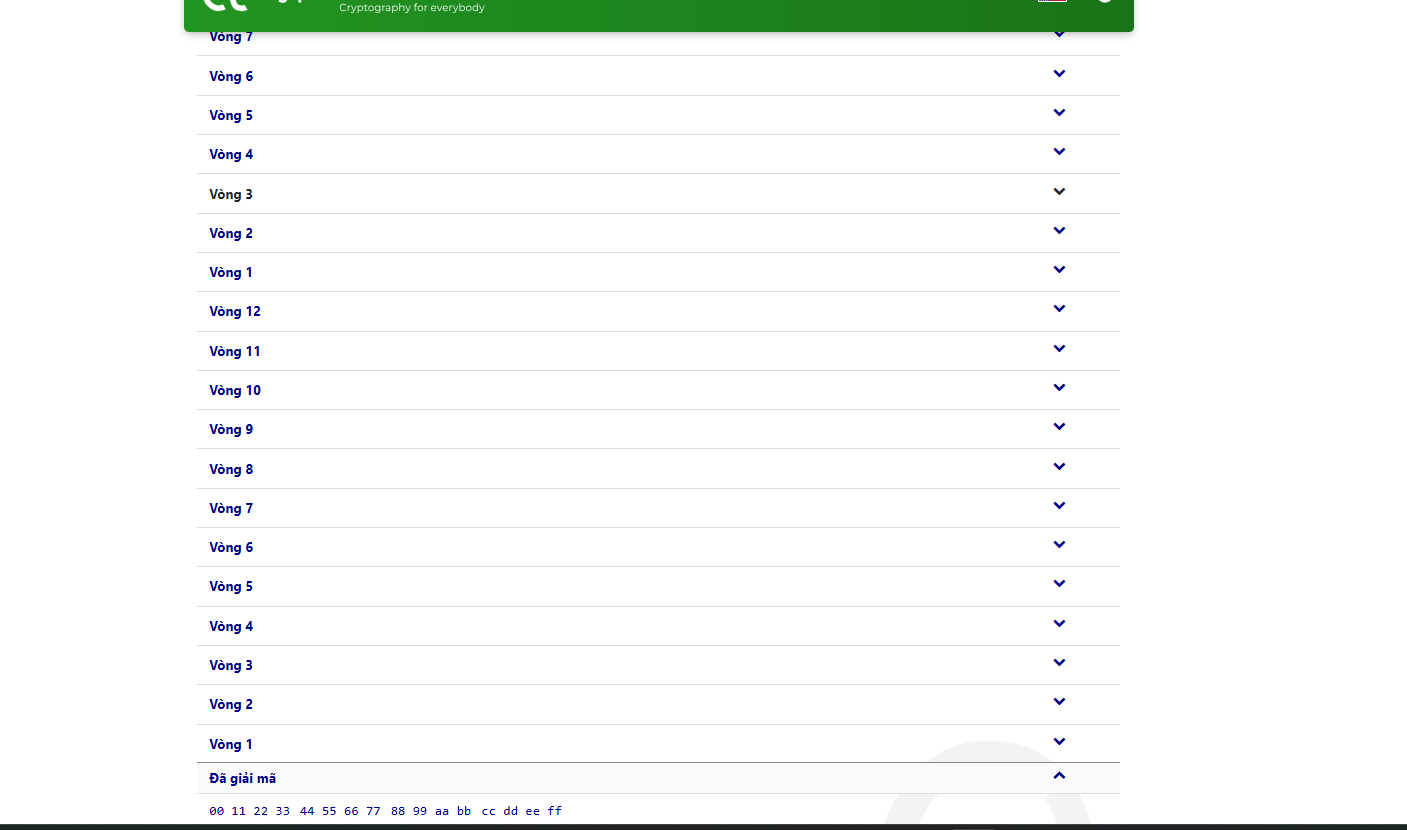 Cryptography for everybody
Vòng 7
Vòng 6
Vòng 5
Vòng 4
Vòng 3
Vòng 2
Vòng 1
Vòng 12
Vòng 11
Vòng 10
Vòng 9
Vòng 8
Vòng 7
Vòng 6
Vòng 5
Vòng 4
Vòng 3
Vòng 2
Vòng 1
Đã giải mã
00 11 22 33 44 55 66 77 88 99 aa bb cc dd ee ff